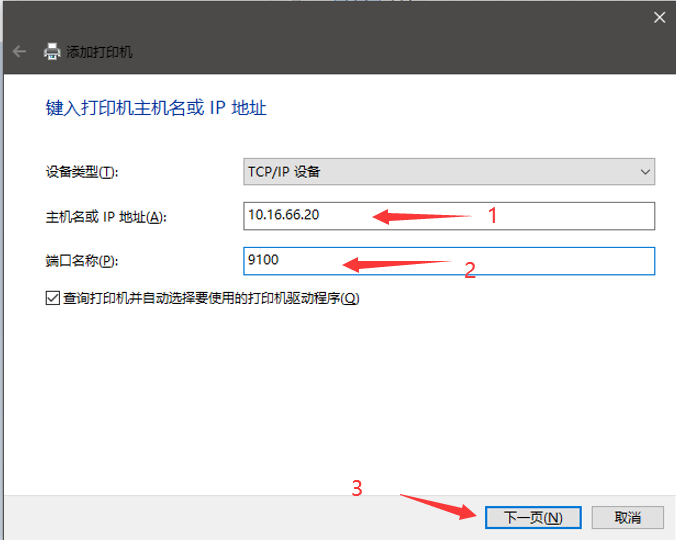 添加打印机
键入打印机主机名或 IP 地址
设备类型(T): TCP/IP 设备
主机名或 IP 地址(A): 10.16.66.20 1
端口名称(P): 9100 2
查询打印机并自动选择要使用的打印机驱动程序(Q)
3
下一页(N) 取消